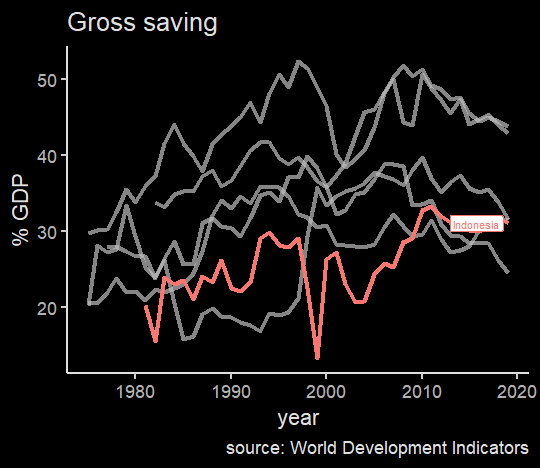 Gross saving
% GDP
50
40
30
20
Indonesia
1980
1990
2000
2010
2020
year
source: World Development Indicators